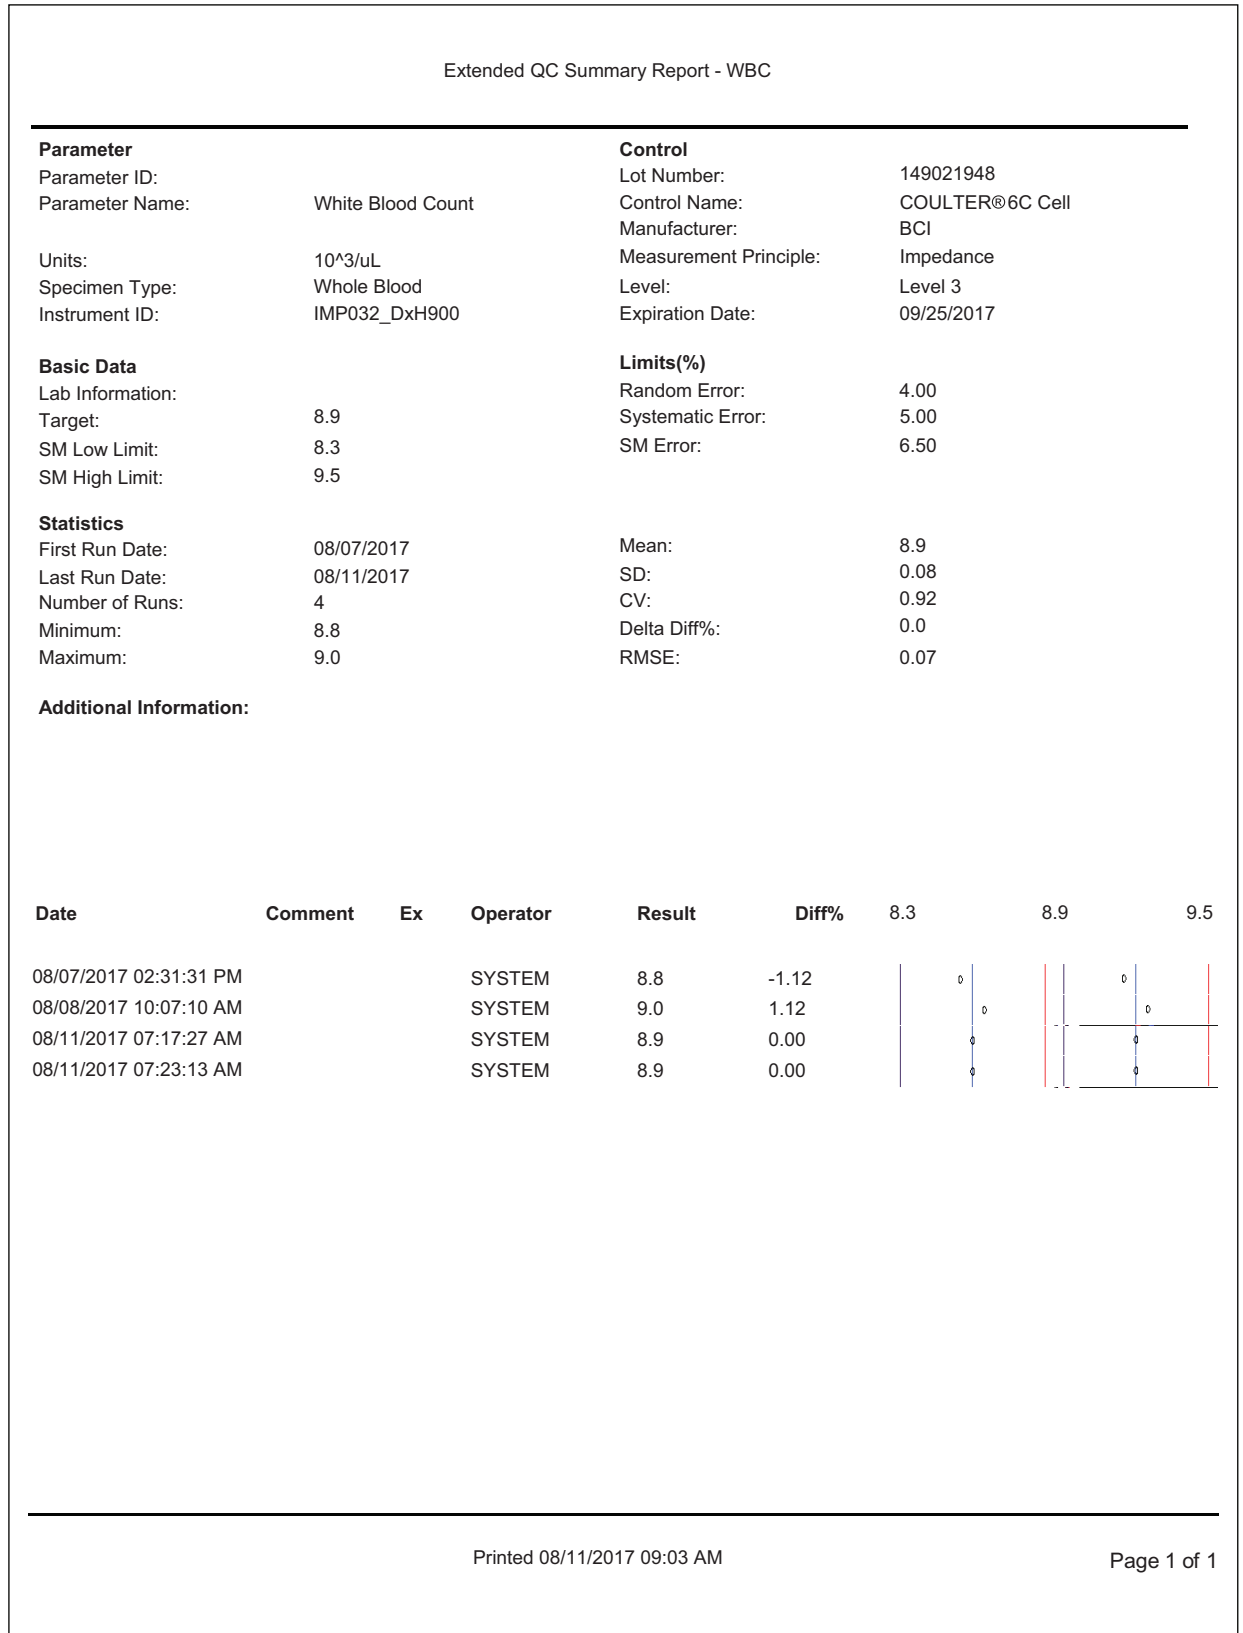 Extended QC Summary Report - WBC
Parameter Control
Parameter ID: Lot Number: 149021948
Parameter Name: White Blood Count Control Name: COULTER® 6C Cell
Manufacturer: BCI
Units: 10^3/uL Measurement Principle: Impedance
Specimen Type: Whole Blood Level: Level 3
Instrument ID: IMP032_DxH900 Expiration Date: 09/25/2017
Basic Data Limits(%)
Lab Information: Random Error: 4.00
Target: 8.9 Systematic Error: 5.00
SM Low Limit: 8.3 SM Error: 6.50
SM High Limit: 9.5
Statistics
First Run Date: 08/07/2017 Mean: 8.9
Last Run Date: 08/11/2017 SD: 0.08
Number of Runs: 4 CV: 0.92
Minimum: 8.8 Delta Diff%: 0.0
Maximum: 9.0 RMSE: 0.07
Additional Information:
Date Comment Ex Operator Result Diff% 8.3 8.9 9.5
08/07/2017 02:31:31 PM SYSTEM 8.8 -1.12
08/08/2017 10:07:10 AM SYSTEM 9.0 1.12
08/11/2017 07:17:27 AM SYSTEM 8.9 0.00
08/11/2017 07:23:13 AM SYSTEM 8.9 0.00
Printed 08/11/2017 09:03 AM Page 1 of 1